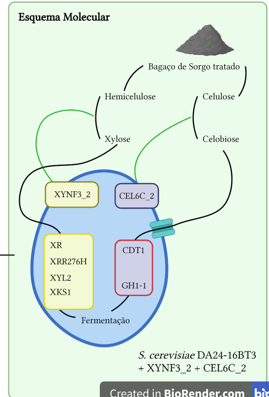 Esquema Molecular
Bagaço de Sorgo tratado
Hemicelulose
Celulose
Xylose
Celobiose
XYNF3_2
CEL6C_2
XR
XRR276H
XYL2
XKS1
CDT1
GH1-1
Fermentação
S. cerevisiae DA24-16BT3
+ XYNF3_2 + CEL6C_2
Created in BioRender.com